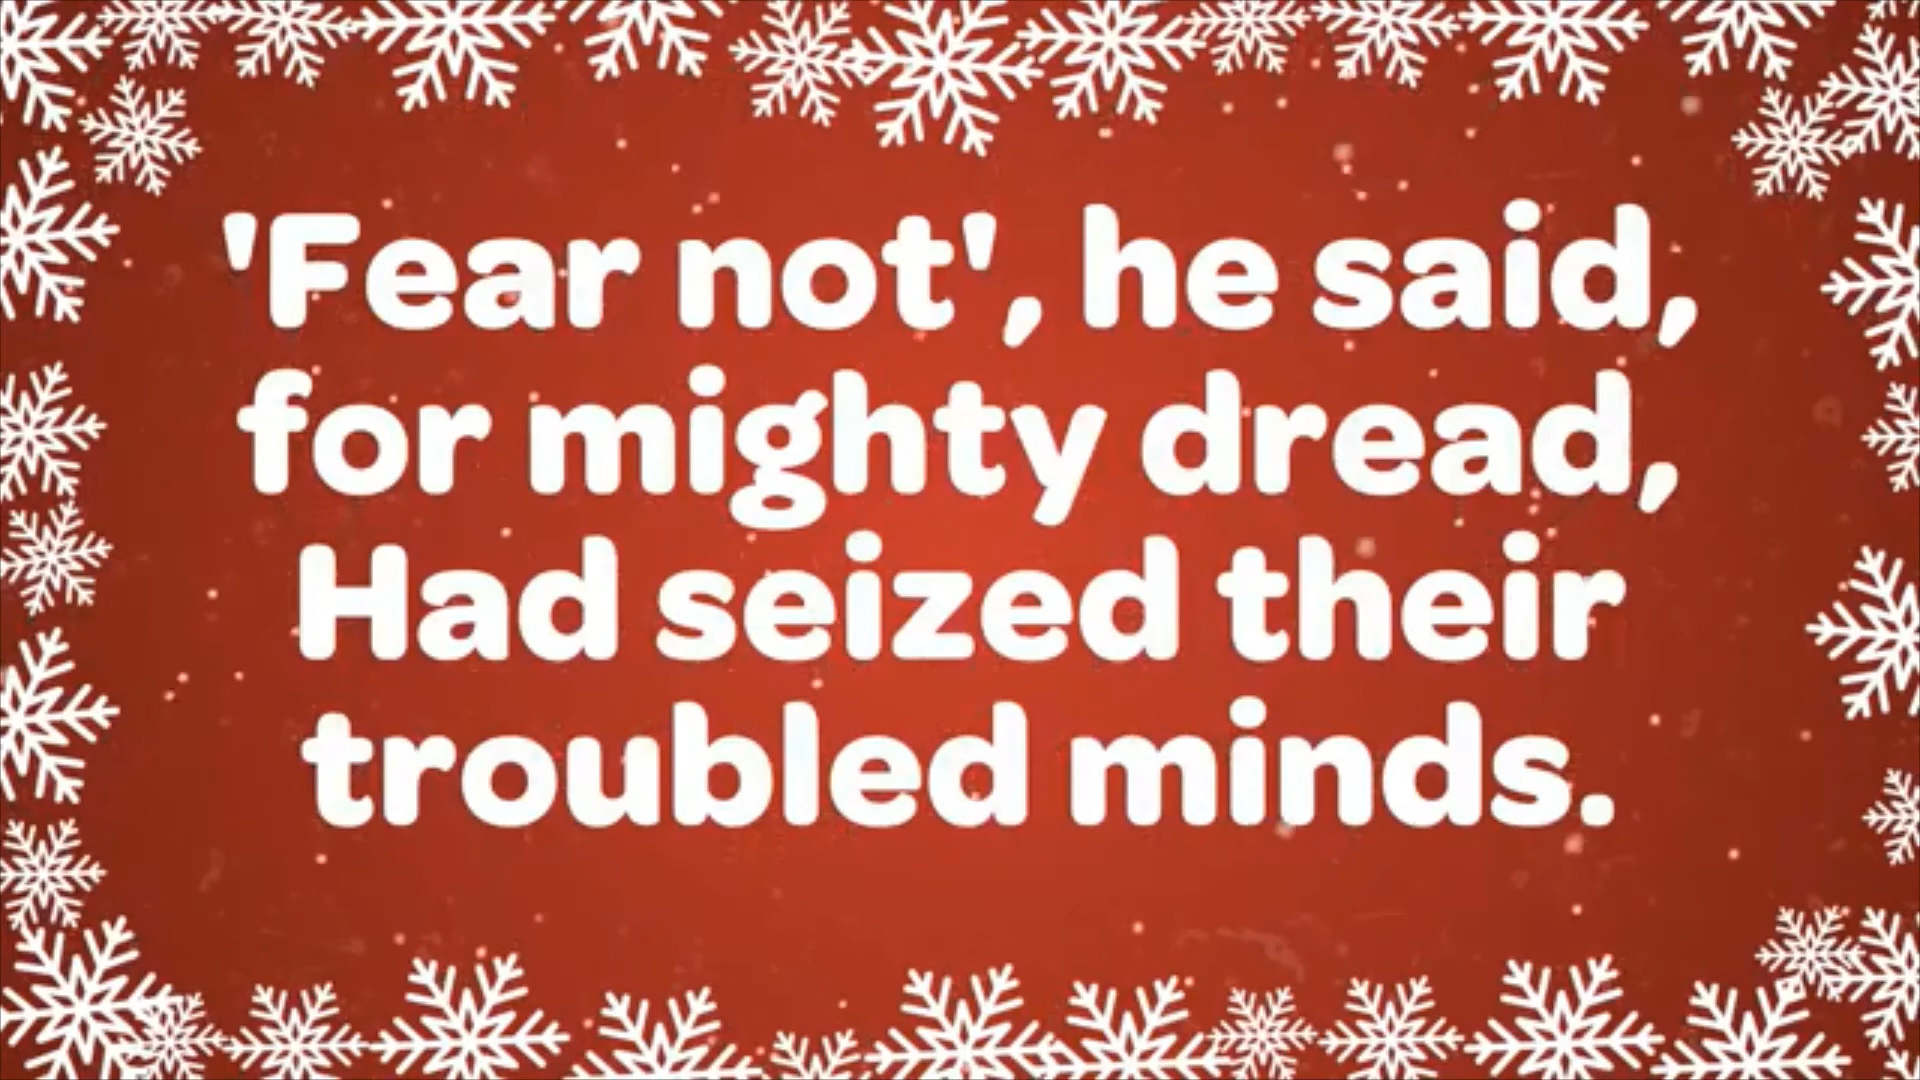 'Fear not', he said,
for mighty dread,
Had seized their
troubled minds.